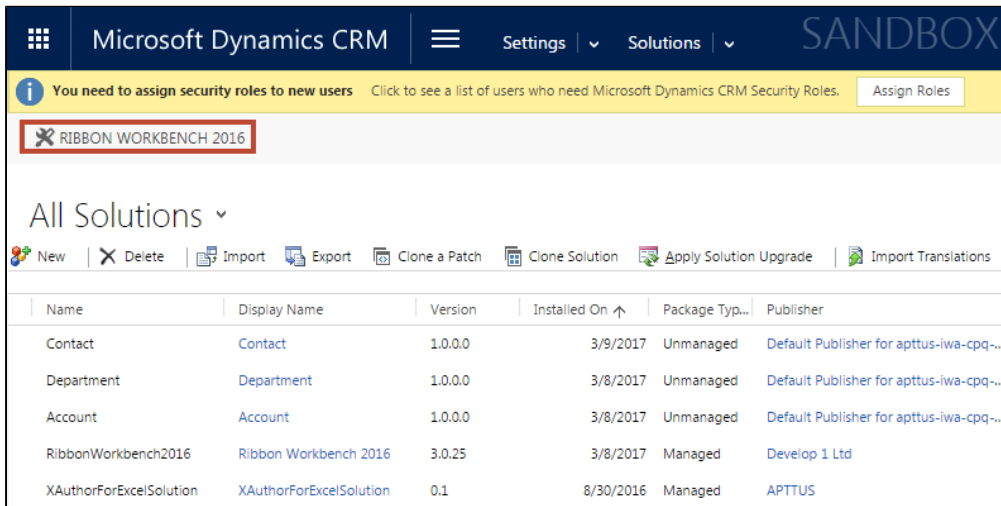 Microsoft Dynamics CRM Settings Solutions SANDBOX
You need to assign security roles to new users Click to see a list of users who need Microsoft Dynamics CRM Security Roles. Assign Roles
RIBBON WORKBENCH 2016
All Solutions
New Delete Import Export Clone a Patch Clone Solution Apply Solution Upgrade Import Translations
Name Display Name Version Installed On Package Typ... Publisher
Contact Contact 1.0.0.0 3/9/2017 Unmanaged Default Publisher for apttus-iwa-cpq-...
Department Department 1.0.0.0 3/8/2017 Unmanaged Default Publisher for apttus-iwa-cpq-...
Account Account 1.0.0.0 3/8/2017 Unmanaged Default Publisher for apttus-iwa-cpq-...
RibbonWorkbench2016 Ribbon Workbench 2016 3.0.25 3/8/2017 Managed Develop 1 Ltd
XAuthorForExcelSolution XAuthorForExcelSolution 0.1 8/30/2016 Managed APTTUS